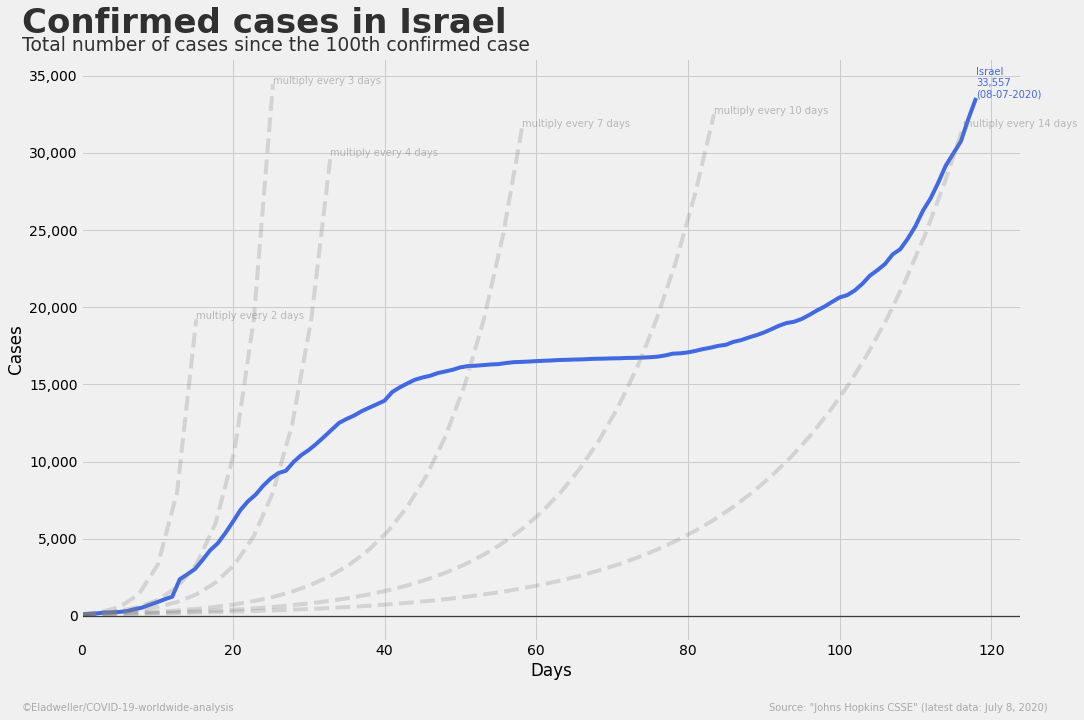 Confirmed cases in Israel
Total number of cases since the 100th confirmed case
35,000
30,000
25,000
20,000
15,000
10,000
5,000
0
Cases
multiply every 2 days
multiply every 3 days
multiply every 4 days
multiply every 7 days
multiply every 10 days
multiply every 14 days
Israel
33,557
(08-07-2020)
0 20 40 60 80 100 120
Days
©Eladweller/COVID-19-worldwide-analysis
Source: "Johns Hopkins CSSE" (latest data: July 8, 2020)